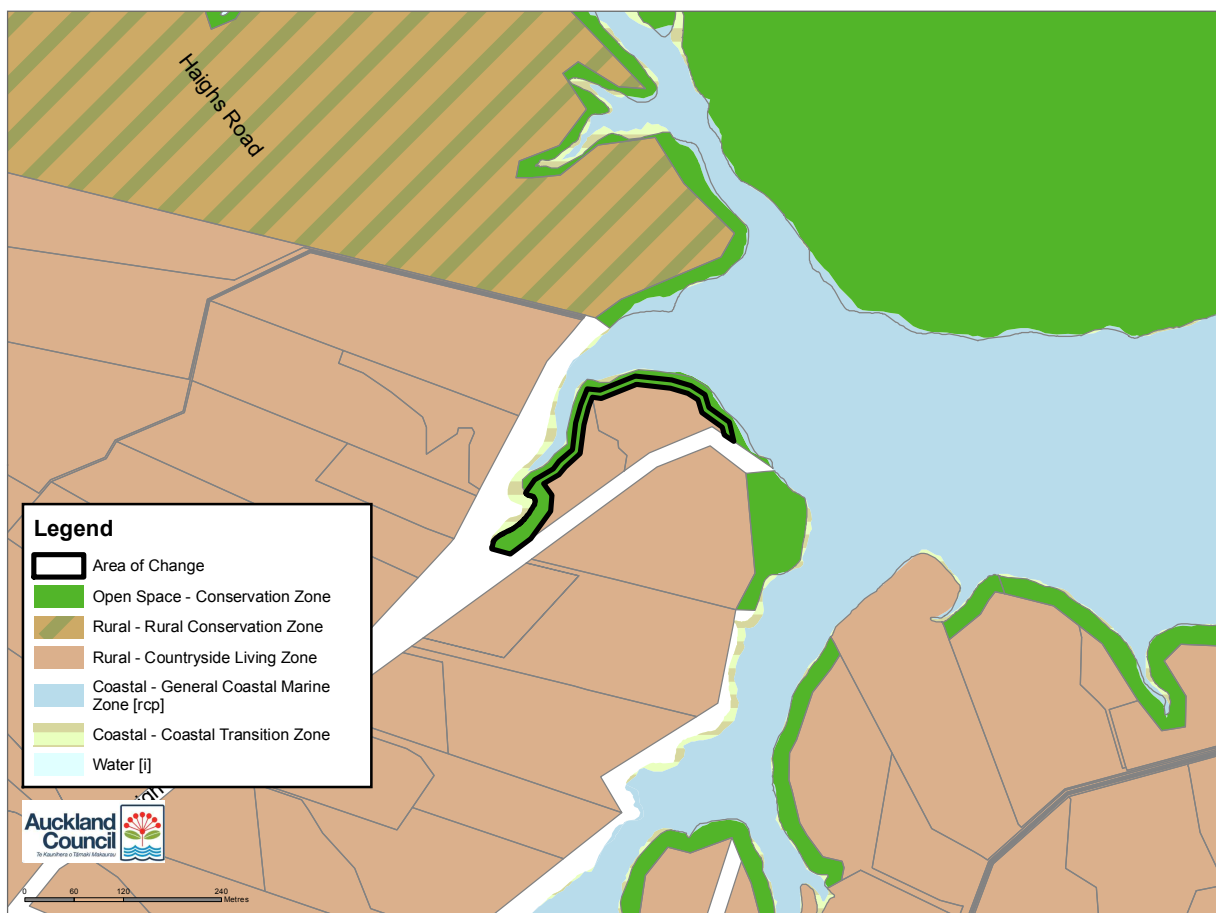 Haighs Road
Legend
Area of Change
Open Space - Conservation Zone
Rural - Rural Conservation Zone
Rural - Countryside Living Zone
Coastal - General Coastal Marine
Zone [rcp]
Coastal - Coastal Transition Zone
Water [i]
Auckland
Council
Te Kaunihera o Tāmaki Makaurau
0 60 120 240
Metres